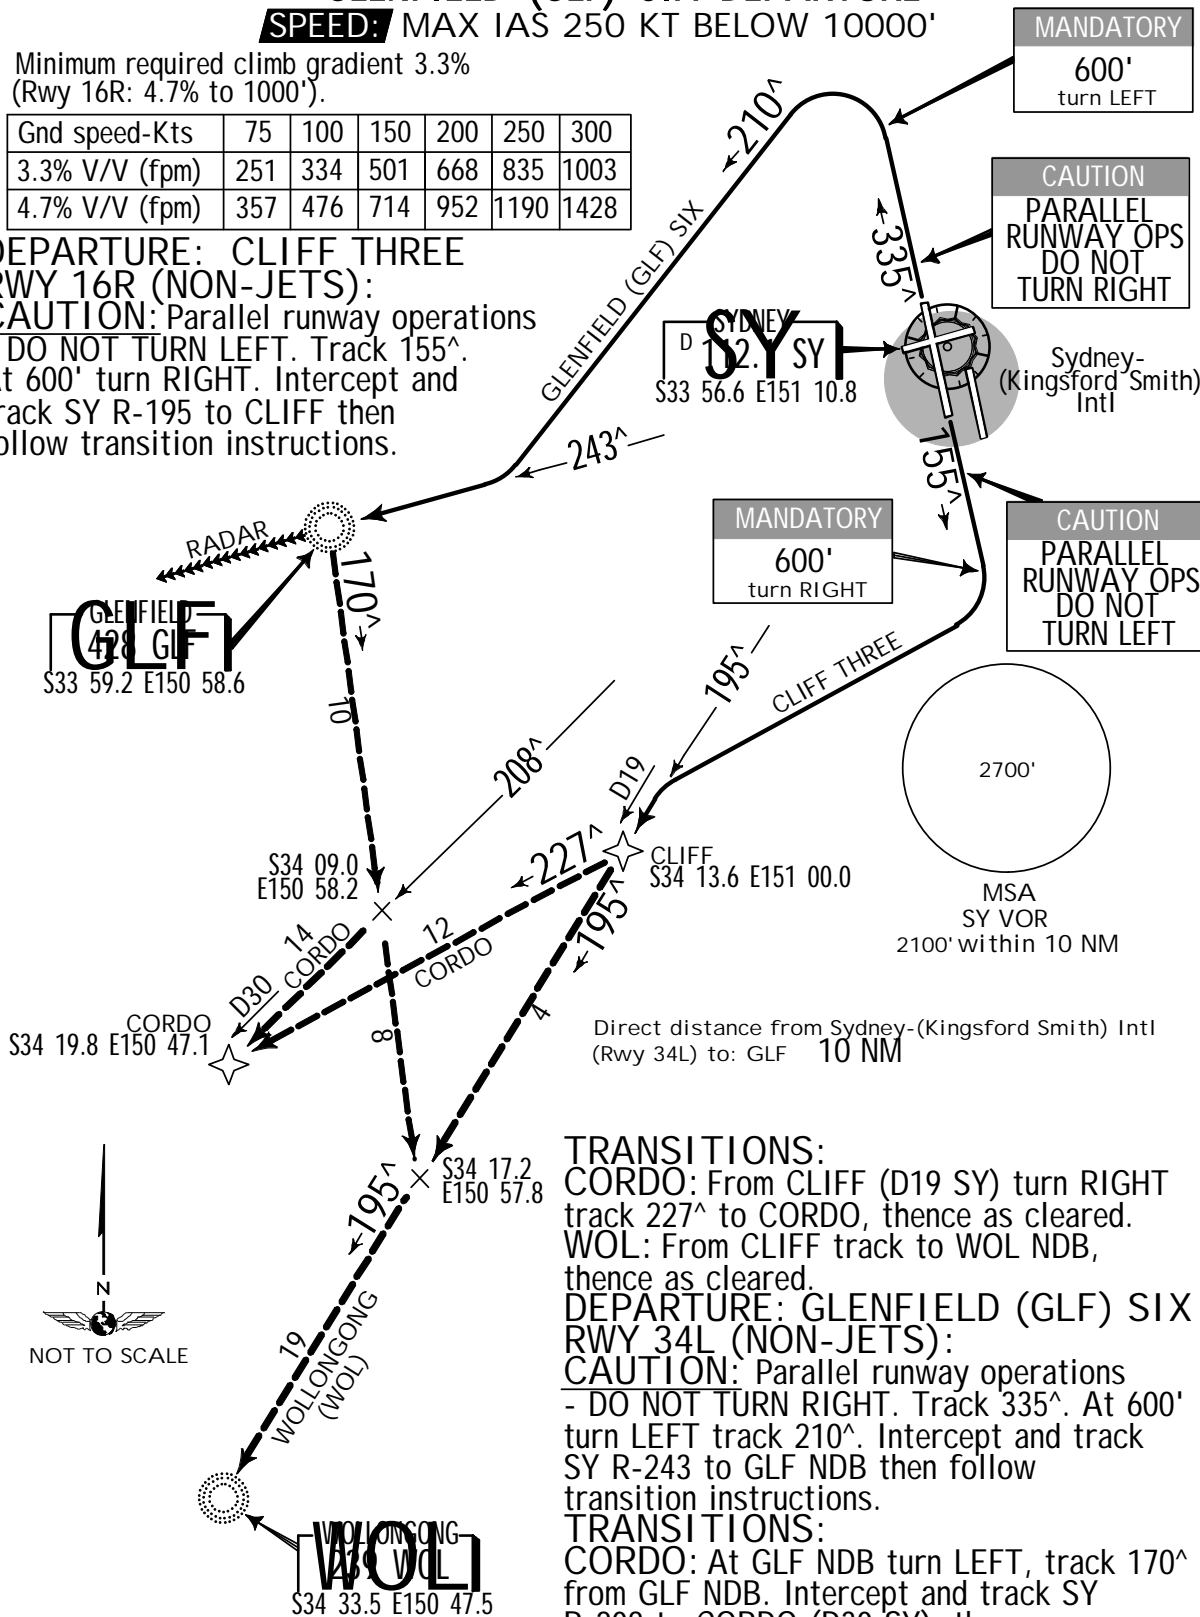 SPEED: MAX IAS 250 KT BELOW 10000'
Minimum required climb gradient 3.3%
(Rwy 16R: 4.7% to 1000').
Gnd speed-Kts 75 100 150 200 250 300
3.3% V/V (fpm) 251 334 501 668 835 1003
4.7% V/V (fpm) 357 476 714 952 1190 1428
DEPARTURE: CLIFF THREE
RWY 16R (NON-JETS):
CAUTION: Parallel runway operations
DO NOT TURN LEFT. Track 155^.
At 600' turn RIGHT. Intercept and
track SY R-195 to CLIFF then
follow transition instructions.
MANDATORY
600'
turn LEFT
CAUTION
PARALLEL
RUNWAY OPS
DO NOT
TURN RIGHT
210^
335^
GLENFIELD (GLF) SIX
SYDNEY
D SY
SY
S33 56.6 E151 10.8
Sydney-
(Kingsford Smith)
Intl
155^
243^
MANDATORY
600'
turn RIGHT
CAUTION
PARALLEL
RUNWAY OPS
DO NOT
TURN LEFT
RADAR
170^
GLENFIELD
428 GLF
GLF
S33 59.2 E150 58.6
10
195^
CLIFF THREE
208^
D19
2700'
MSA
SY VOR
2100' within 10 NM
CLIFF
S34 13.6 E151 00.0
227^
195^
S34 09.0
E150 58.2
14
CORDO
12
CORDO
D30
CORDO
S34 19.8 E150 47.1
8
4
Direct distance from Sydney-(Kingsford Smith) Intl
(Rwy 34L) to: GLF 10 NM
S34 17.2
E150 57.8
195^
19
WOLLONGONG
(WOL)
N
NOT TO SCALE
WOLLONGONG
239 WOL
WOL
S34 33.5 E150 47.5
TRANSITIONS:
CORDO: From CLIFF (D19 SY) turn RIGHT
track 227^ to CORDO, thence as cleared.
WOL: From CLIFF track to WOL NDB,
thence as cleared.
DEPARTURE: GLENFIELD (GLF) SIX
RWY 34L (NON-JETS):
CAUTION: Parallel runway operations
- DO NOT TURN RIGHT. Track 335^. At 600'
turn LEFT track 210^. Intercept and track
SY R-243 to GLF NDB then follow
transition instructions.
TRANSITIONS:
CORDO: At GLF NDB turn LEFT, track 170^
from GLF NDB. Intercept and track SY